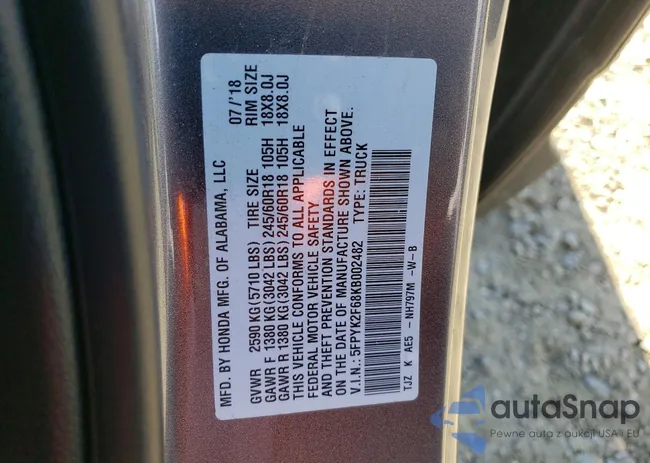 MFD. BY HONDA MFG. OF ALABAMA, LLC 07/'18
GVWR 2590 KG(5710 LBS) TIRE SIZE RIM SIZE
GAWR F 1380 KG(3042 LBS)245/60R18 105H 18X8.0J
GAWR R 1380 KG(3042 LBS)245/60R18 105H 18X8.0J
THIS VEHICLE CONFORMS TO ALL APPLICABLE
FEDERAL MOTOR VEHICLE SAFETY
AND THEFT PREVENTION STANDARDS IN EFFECT
ON THE DATE OF MANUFACTURE SHOWN ABOVE.
V.I.N.: 5FPYK2F68KB002482 TYPE: TRUCK
TJZ K AE5 -NH797M -W-B
autaSnap
Pewne auta z aukcji USA i EU